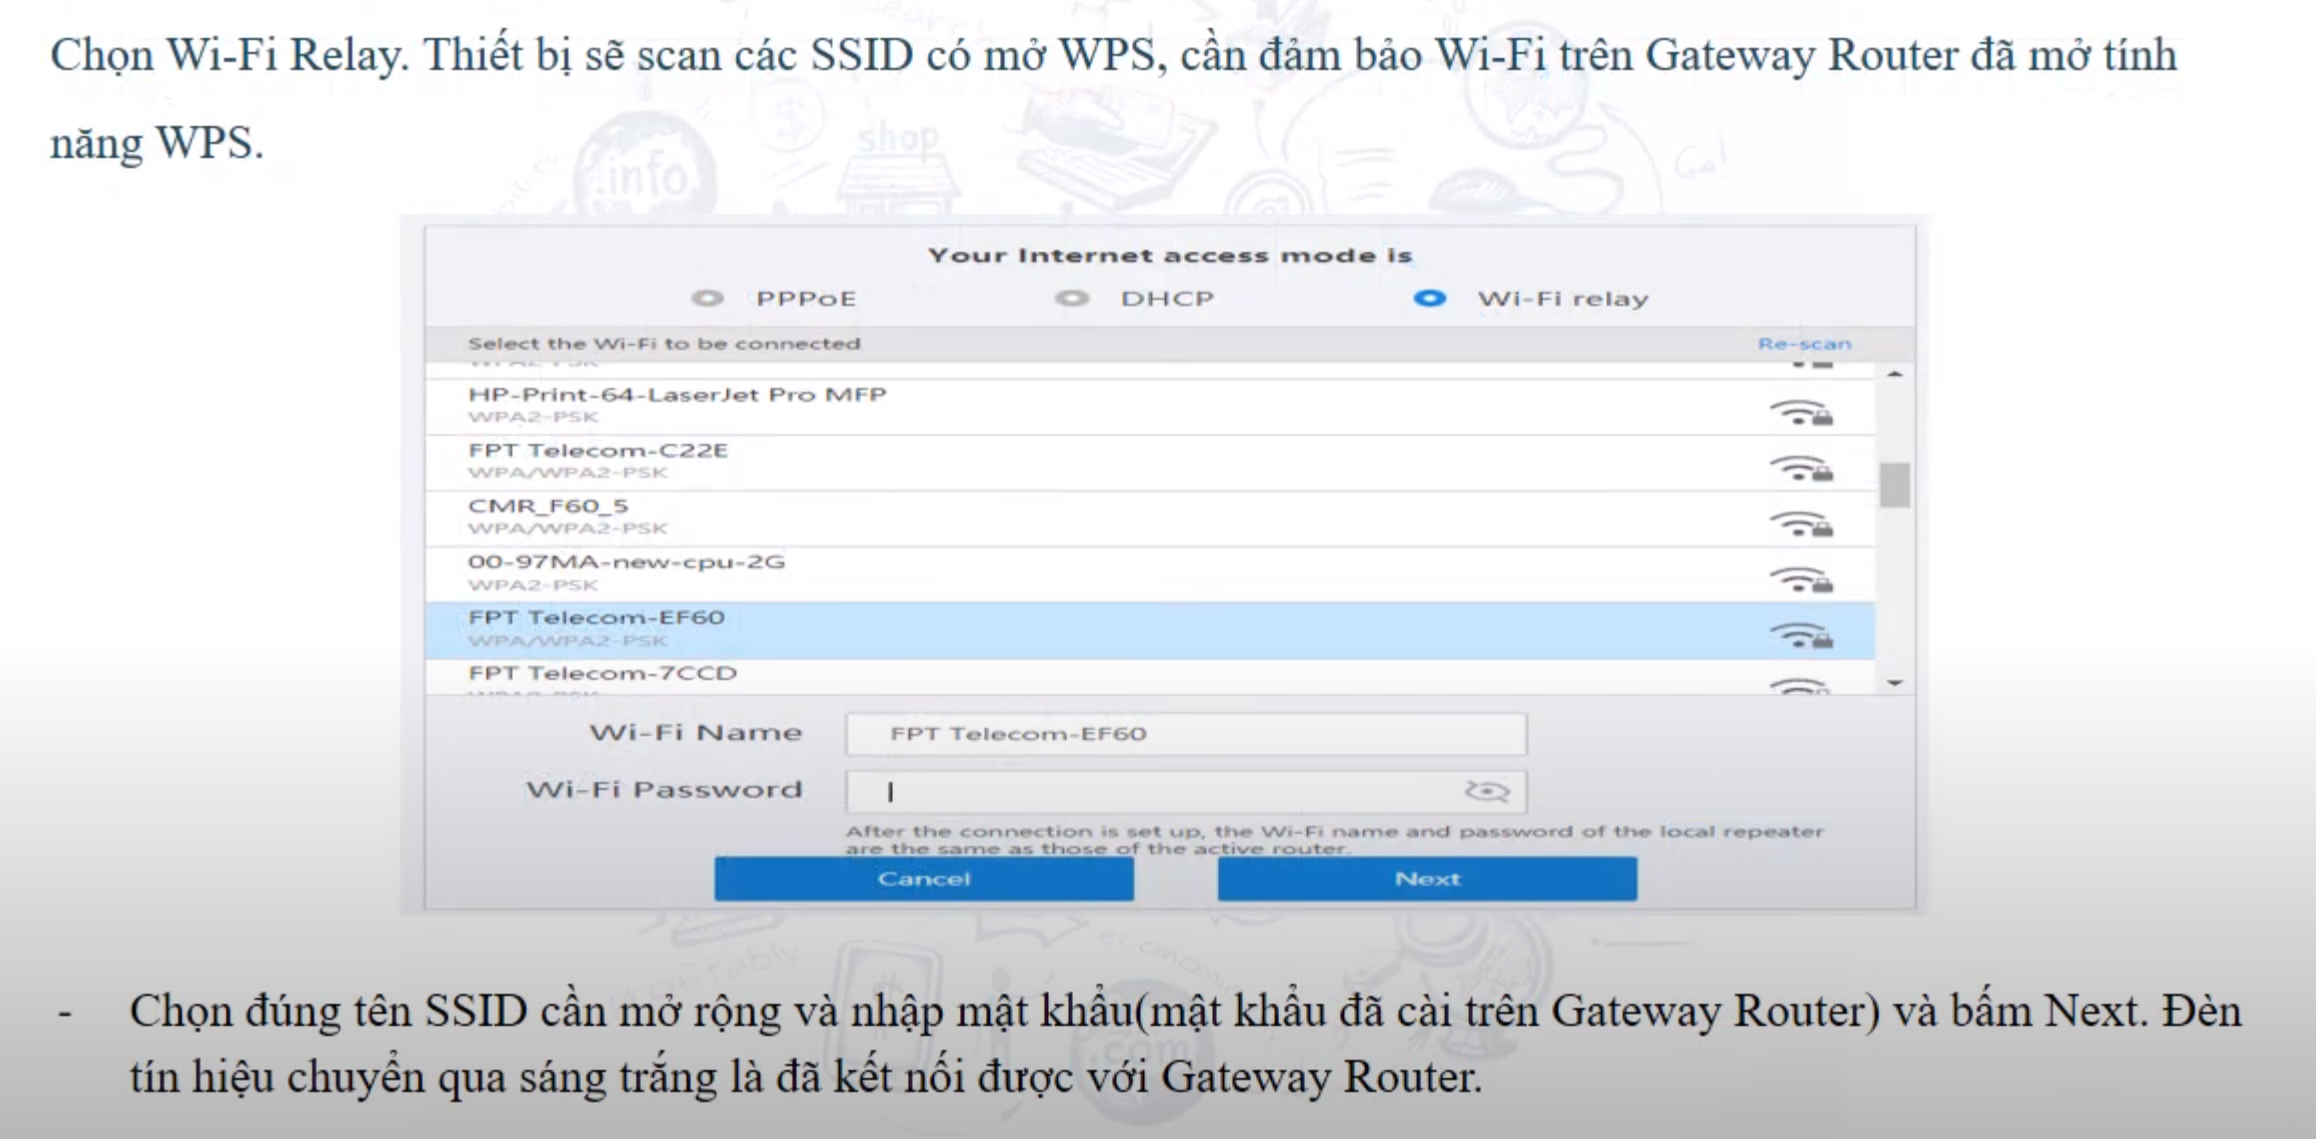 Chọn Wi-Fi Relay. Thiết bị sẽ scan các SSID có mở WPS, cần đảm bảo Wi-Fi trên Gateway Router đã mở tính
năng WPS.
.info
shop
Go!
Your Internet access mode is
PPPoE
DHCP
Wi-Fi relay
Select the Wi-Fi to be connected
Re-scan
HP-Print-64-LaserJet Pro MFP
WPA2-PSK
FPT Telecom-C22E
WPA/WPA2-PSK
CMR_F60_5
WPA/WPA2-PSK
00-97MA-new-cpu-2G
WPA2-PSK
FPT Telecom-EF60
WPA/WPA2-PSK
FPT Telecom-7CCD
Wi-Fi Name
FPT Telecom-EF60
Wi-Fi Password
After the connection is set up, the Wi-Fi name and password of the local repeater
are the same as those of the active router.
Cancel
Next
profitably
economic
- Chọn đúng tên SSID cần mở rộng và nhập mật khẩu(mật khẩu đã cài trên Gateway Router) và bấm Next. Đèn
tín hiệu chuyển qua sáng trắng là đã kết nối được với Gateway Router.
.com